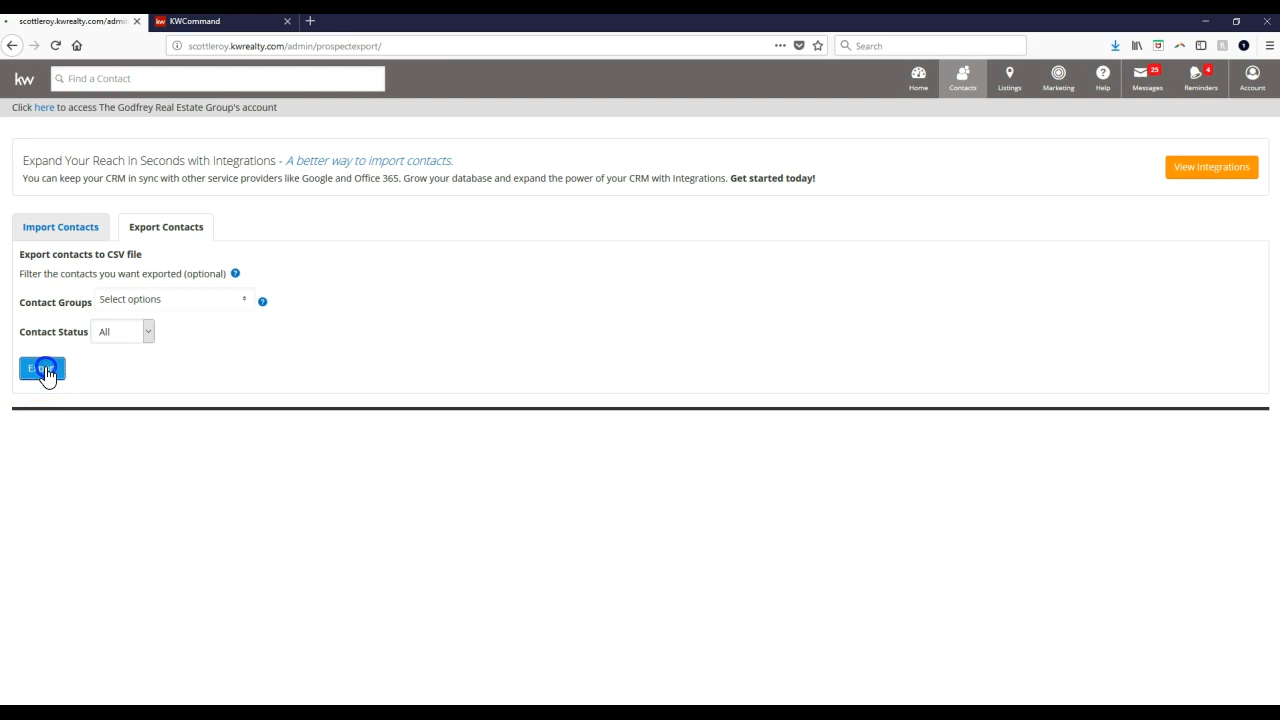 scottleroy.kwrealty.com/admin
kw KWCommand
scottleroy.kwrealty.com/admin/prospectexport/
Search
kw
Find a Contact
Home
Contacts
Listings
Marketing
Help
25
Messages
4
Reminders
Account
Click here to access The Godfrey Real Estate Group's account
Expand Your Reach in Seconds with Integrations - A better way to import contacts.
You can keep your CRM in sync with other service providers like Google and Office 365. Grow your database and expand the power of your CRM with Integrations. Get started today!
View Integrations
Import Contacts
Export Contacts
Export contacts to CSV file
Filter the contacts you want exported (optional) ?
Contact Groups Select options ?
Contact Status All
Export